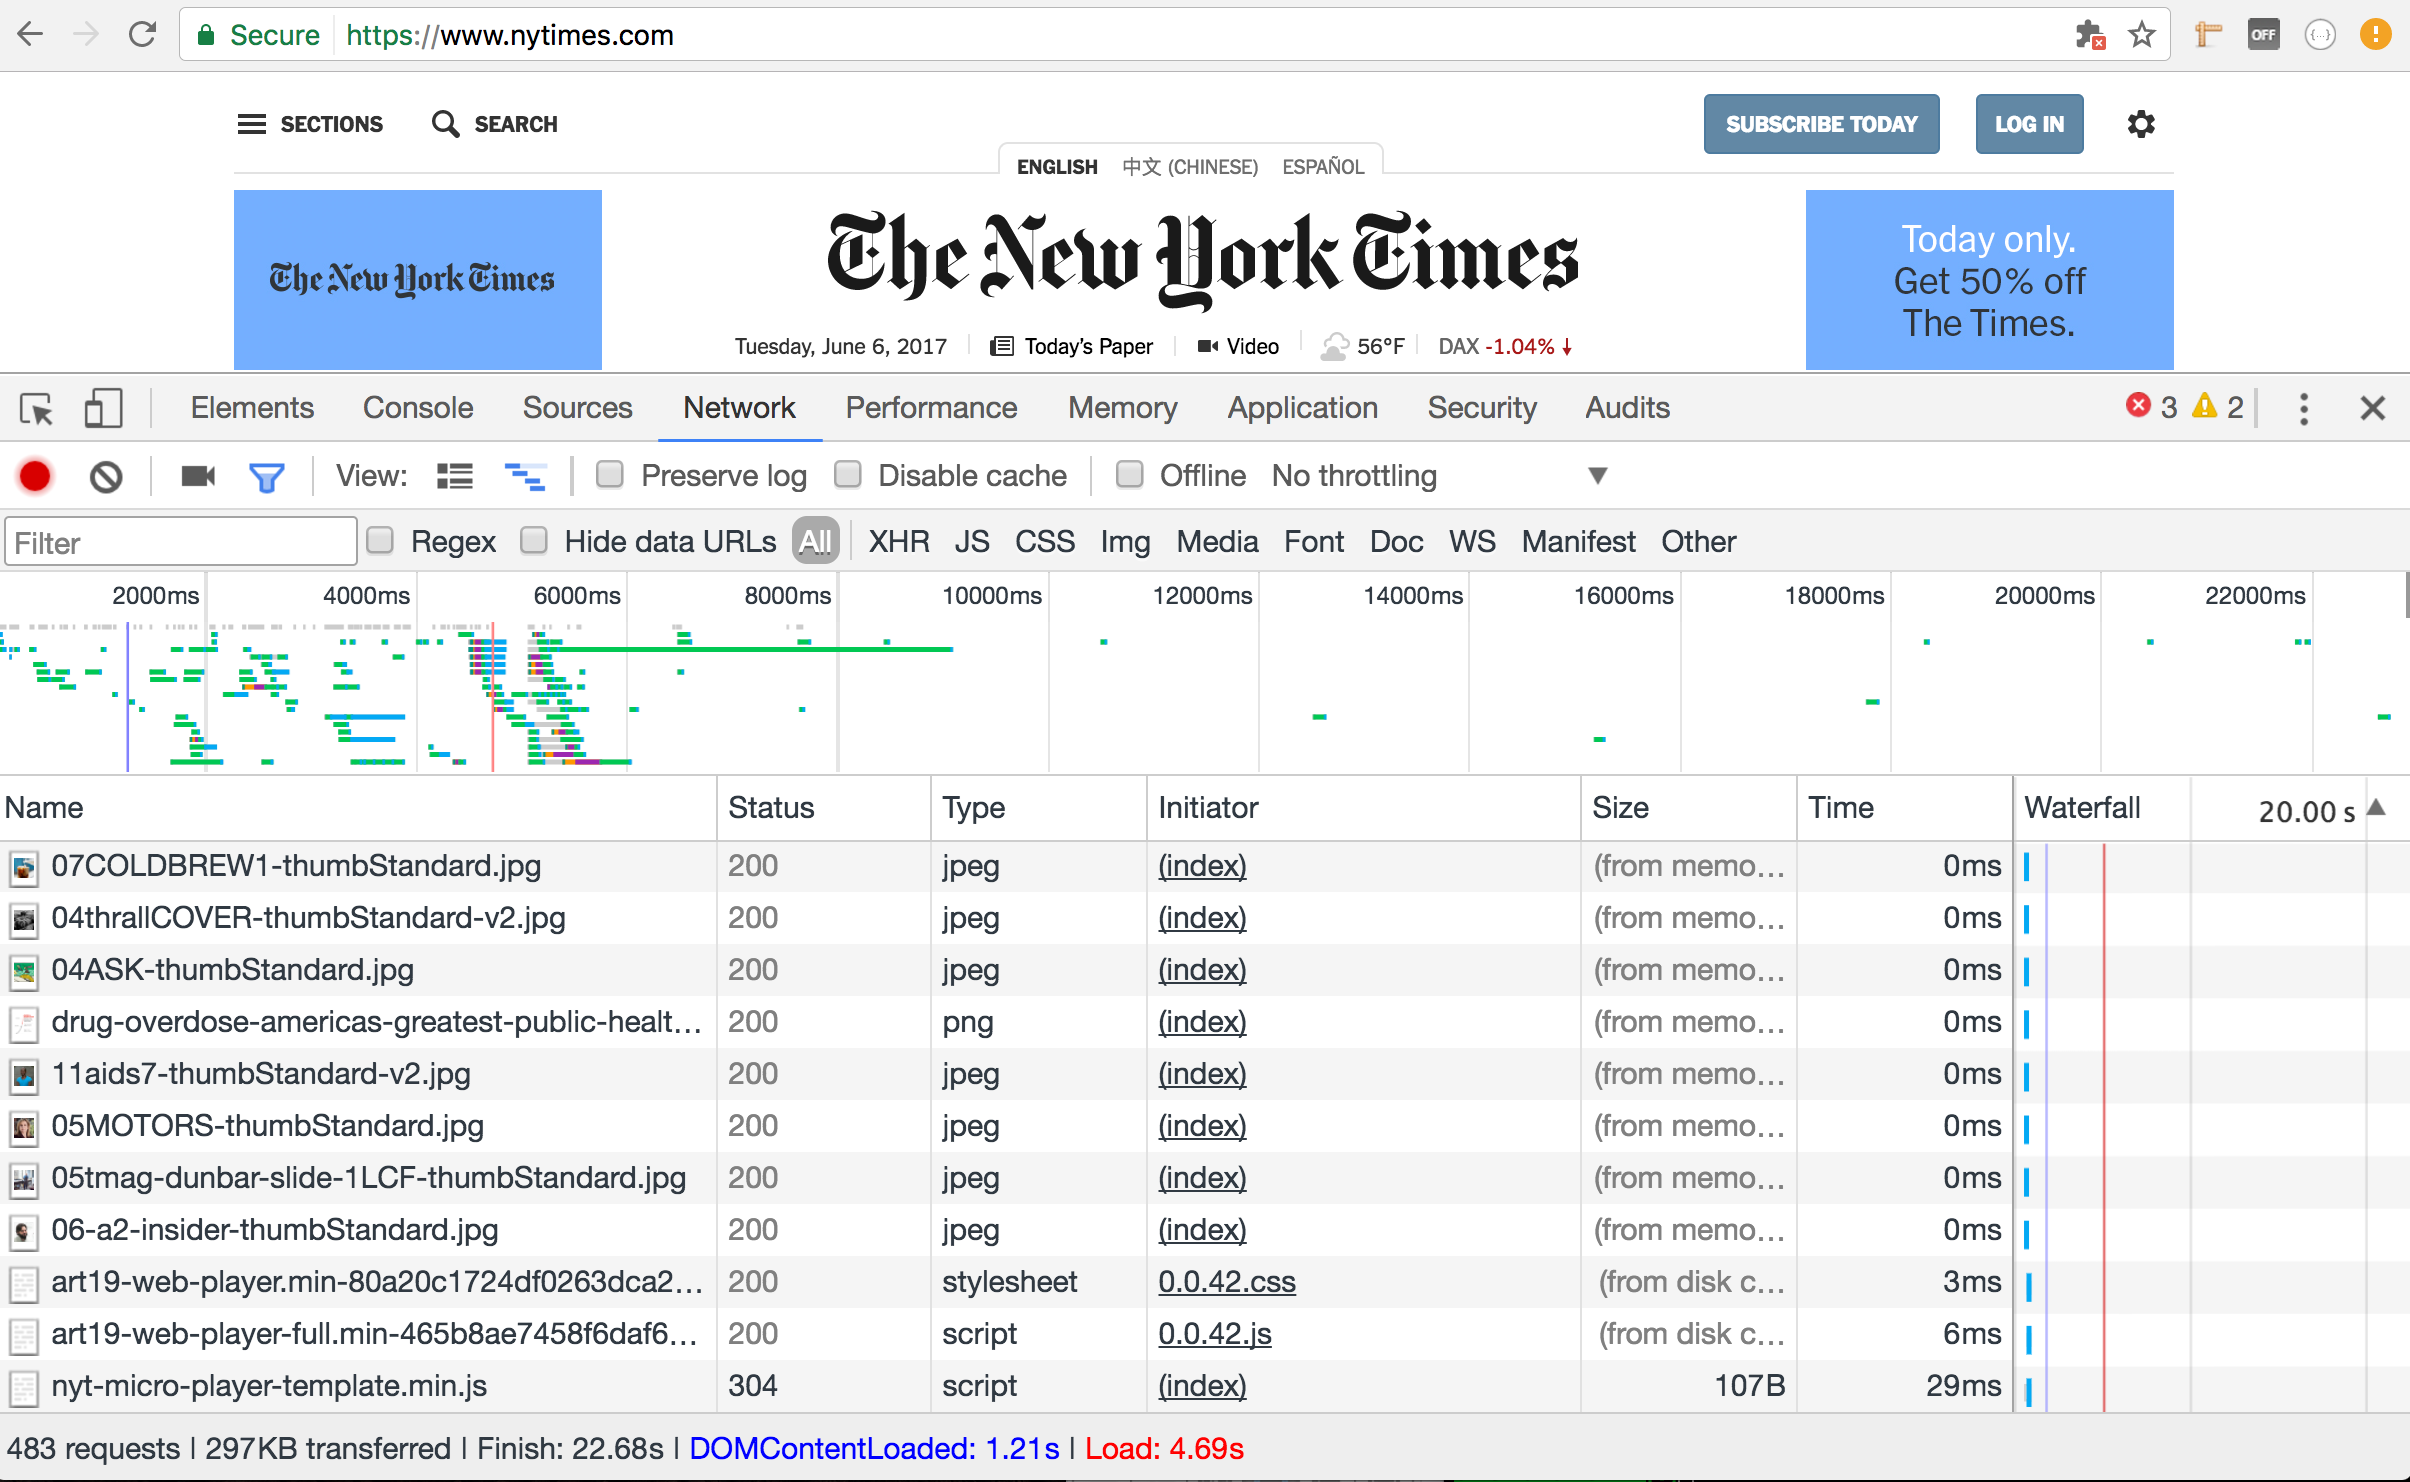 Secure https://www.nytimes.com OFF {...}
SECTIONS SEARCH SUBSCRIBE TODAY LOG IN
ENGLISH 中文 (CHINESE) ESPAÑOL
The New York Times
The New York Times
Today only.
Get 50% off
The Times.
Tuesday, June 6, 2017 Today's Paper Video 56°F DAX -1.04%↓
Elements Console Sources Network Performance Memory Application Security Audits 3 2
View: Preserve log Disable cache Offline No throttling
Filter Regex Hide data URLs All XHR JS CSS Img Media Font Doc WS Manifest Other
2000ms 4000ms 6000ms 8000ms 10000ms 12000ms 14000ms 16000ms 18000ms 20000ms 22000ms
Name Status Type Initiator Size Time Waterfall 20.00 s
07COLDBREW1-thumbStandard.jpg 200 jpeg (index) (from memo… 0ms
04thrallCOVER-thumbStandard-v2.jpg 200 jpeg (index) (from memo… 0ms
04ASK-thumbStandard.jpg 200 jpeg (index) (from memo… 0ms
drug-overdose-americas-greatest-public-healt… 200 png (index) (from memo… 0ms
11aids7-thumbStandard-v2.jpg 200 jpeg (index) (from memo… 0ms
05MOTORS-thumbStandard.jpg 200 jpeg (index) (from memo… 0ms
05tmag-dunbar-slide-1LCF-thumbStandard.jpg 200 jpeg (index) (from memo… 0ms
06-a2-insider-thumbStandard.jpg 200 jpeg (index) (from memo… 0ms
art19-web-player.min-80a20c1724df0263dca2… 200 stylesheet 0.0.42.css (from disk c… 3ms
art19-web-player-full.min-465b8ae7458f6daf6… 200 script 0.0.42.js (from disk c… 6ms
nyt-micro-player-template.min.js 304 script (index) 107B 29ms
483 requests | 297KB transferred | Finish: 22.68s | DOMContentLoaded: 1.21s | Load: 4.69s